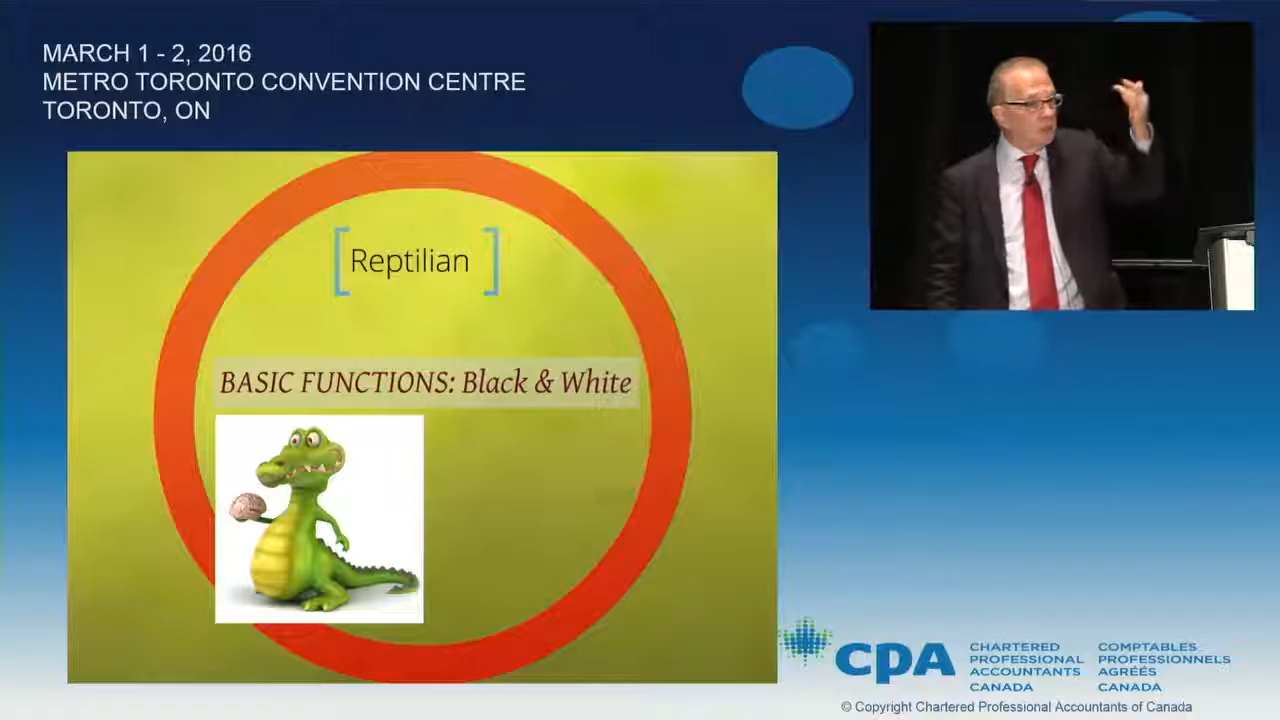 MARCH 1 - 2, 2016
METRO TORONTO CONVENTION CENTRE
TORONTO, ON
[Reptilian]
BASIC FUNCTIONS: Black & White
CPA
CHARTERED
PROFESSIONAL
ACCOUNTANTS
CANADA
COMPTABLES
PROFESSIONNELS
AGRÉÉS
CANADA
© Copyright Chartered Professional Accountants of Canada